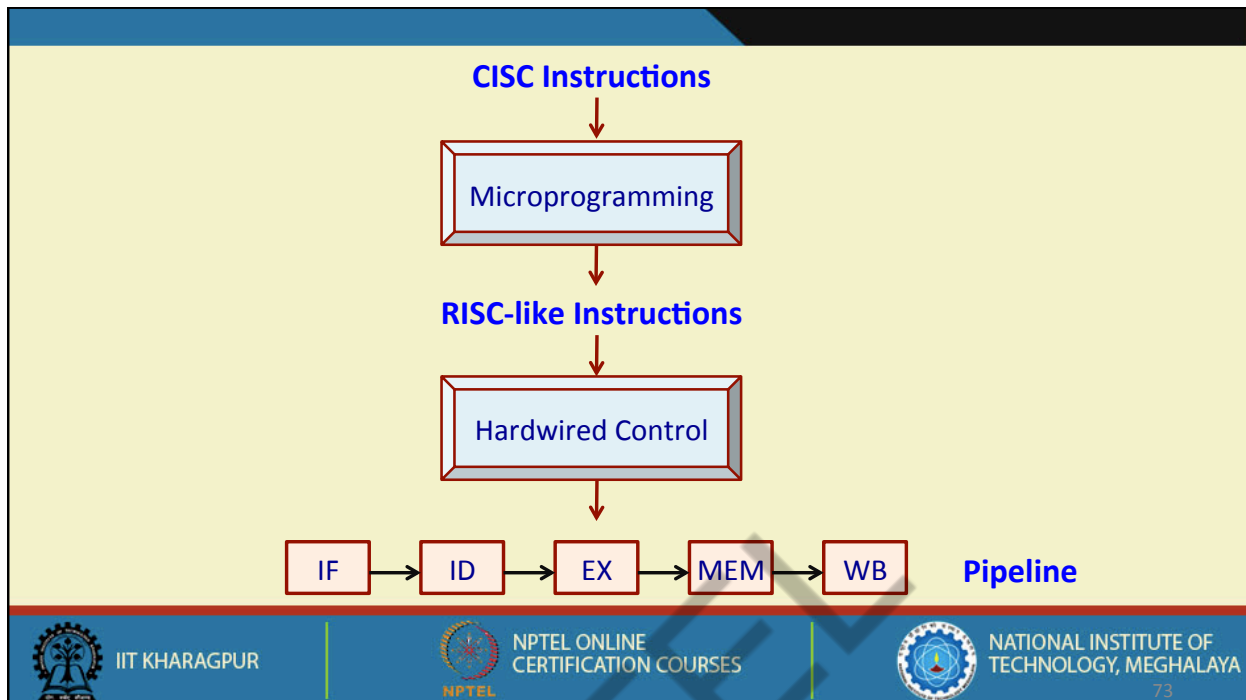 CISC Instructions
Microprogramming
RISC-like Instructions
Hardwired Control
IF
ID
EX
MEM
WB
Pipeline
IIT KHARAGPUR
NPTEL
NPTEL ONLINE
CERTIFICATION COURSES
NATIONAL INSTITUTE OF
TECHNOLOGY, MEGHALAYA
73